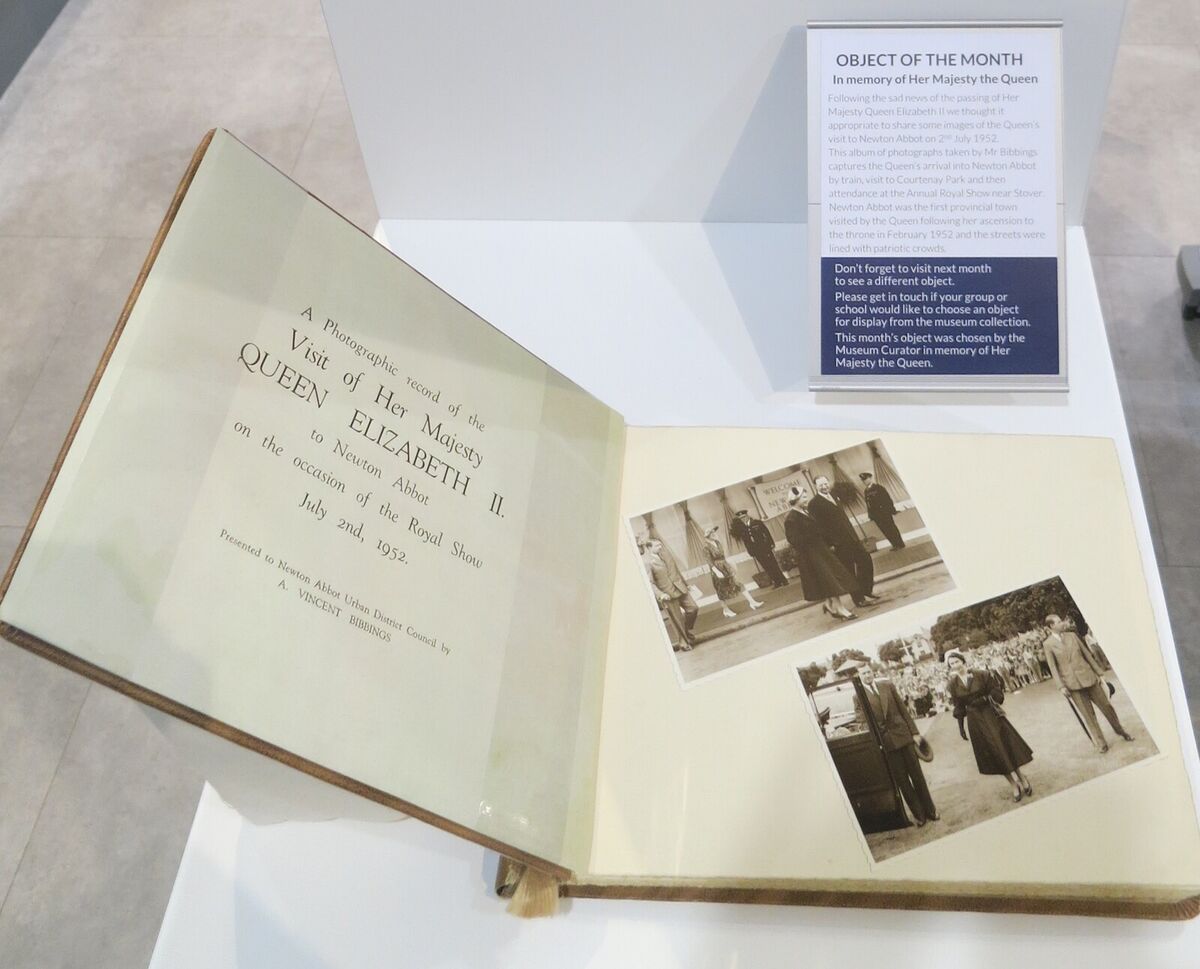 OBJECT OF THE MONTH
In memory of Her Majesty the Queen
Following the sad news of the passing of Her
Majesty Queen Elizabeth II we thought it
appropriate to share some images of the Queen's
visit to Newton Abbot on 2nd July 1952.
This album of photographs taken by Mr Bibbings
captures the Queen's arrival into Newton Abbot
by train, visit to Courtenay Park and then
attendance at the Annual Royal Show near Stover.
Newton Abbot was the first provincial town
visited by the Queen following her ascension to
the throne in February 1952 and the streets were
lined with patriotic crowds.
Don't forget to visit next month
to see a different object.
Please get in touch if your group or
school would like to choose an object
for display from the museum collection.
This month's object was chosen by the
Museum Curator in memory of Her
Majesty the Queen.
A Photographic record of the
Visit of Her Majesty
QUEEN ELIZABETH II.
to Newton Abbot
on the occasion of the Royal Show
July 2nd, 1952.
Presented to Newton Abbot Urban District Council by
A. VINCENT BIBBINGS
WELCOME